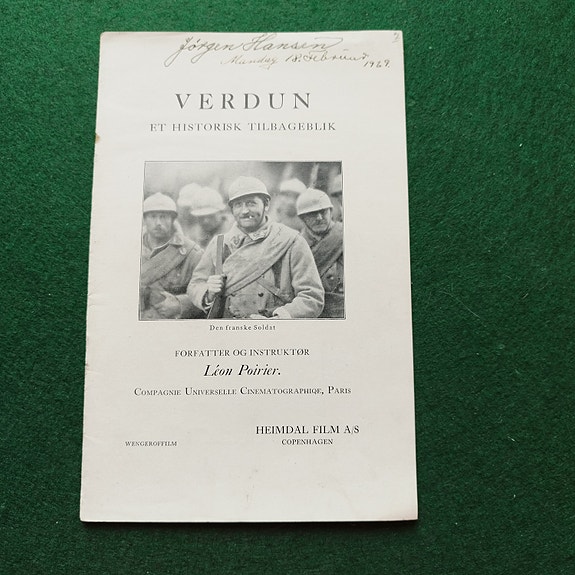 Jørgen Hansen
Mandag 18. Februar 1929.
VERDUN
ET HISTORISK TILBAGEBLIK
Den franske Soldat
FORFATTER OG INSTRUKTØR
Léon Poirier.
COMPAGNIE UNIVERSELLE CINEMATOGRAPHIQE, PARIS
HEIMDAL FILM A/S
WENGEROFFILM
COPENHAGEN